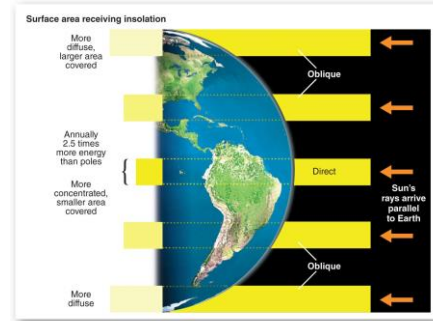 Surface area receiving insolation
More
diffuse,
larger area
covered
Oblique
Annually
2.5 times
more energy
than poles
More
concentrated,
smaller area
covered
Direct
Sun's
rays arrive
parallel
to Earth
Oblique
More
diffuse